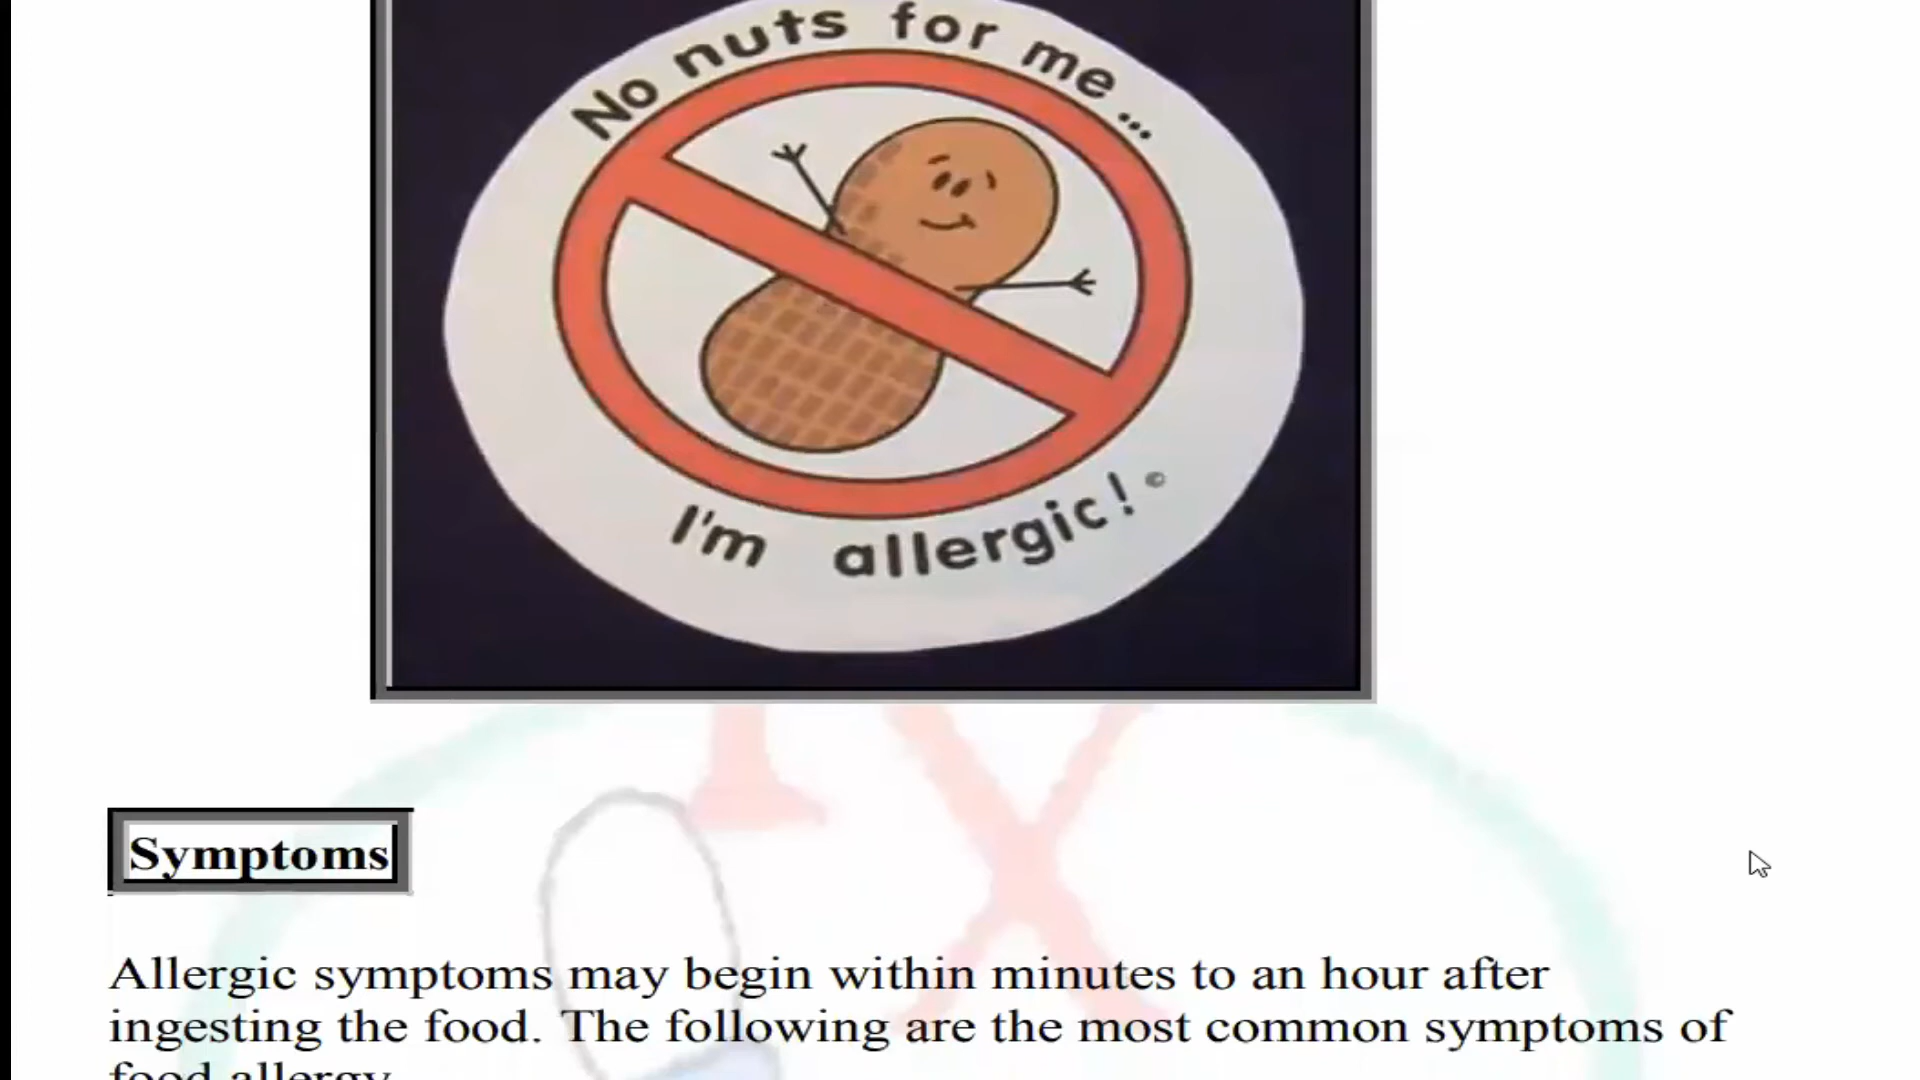 No nuts for me...
I'm allergic! ©
Symptoms
Allergic symptoms may begin within minutes to an hour after
ingesting the food. The following are the most common symptoms of
food allergy.